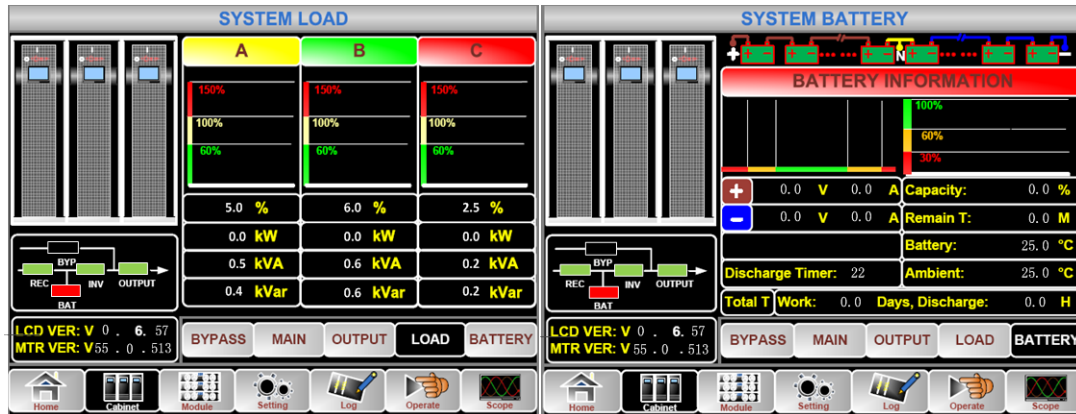 SYSTEM LOAD
A B C
150% 150% 150%
100% 100% 100%
60% 60% 60%
5.0 % 6.0 % 2.5 %
0.0 kW 0.0 kW 0.0 kW
0.5 kVA 0.6 kVA 0.2 kVA
0.4 kVar 0.6 kVar 0.2 kVar
BYP
REC INV OUTPUT
BAT
LCD VER: V 0 . 6. 57
MTR VER: V55 . 0 .513
BYPASS MAIN OUTPUT LOAD BATTERY
Home Cabinet Module Setting Log Operate Scope
SYSTEM BATTERY
+ + - + - + - N + - + - + - -
BATTERY INFORMATION
100%
60%
30%
+ 0.0 V 0.0 A Capacity: 0.0 %
- 0.0 V 0.0 A Remain T: 0.0 M
Battery: 25.0 °C
Discharge Timer: 22 Ambient: 25.0 °C
Total T Work: 0.0 Days, Discharge: 0.0 H
BYP
REC INV OUTPUT
BAT
LCD VER: V 0 . 6. 57
MTR VER: V55 . 0 .513
BYPASS MAIN OUTPUT LOAD BATTERY
Home Cabinet Module Setting Log Operate Scope